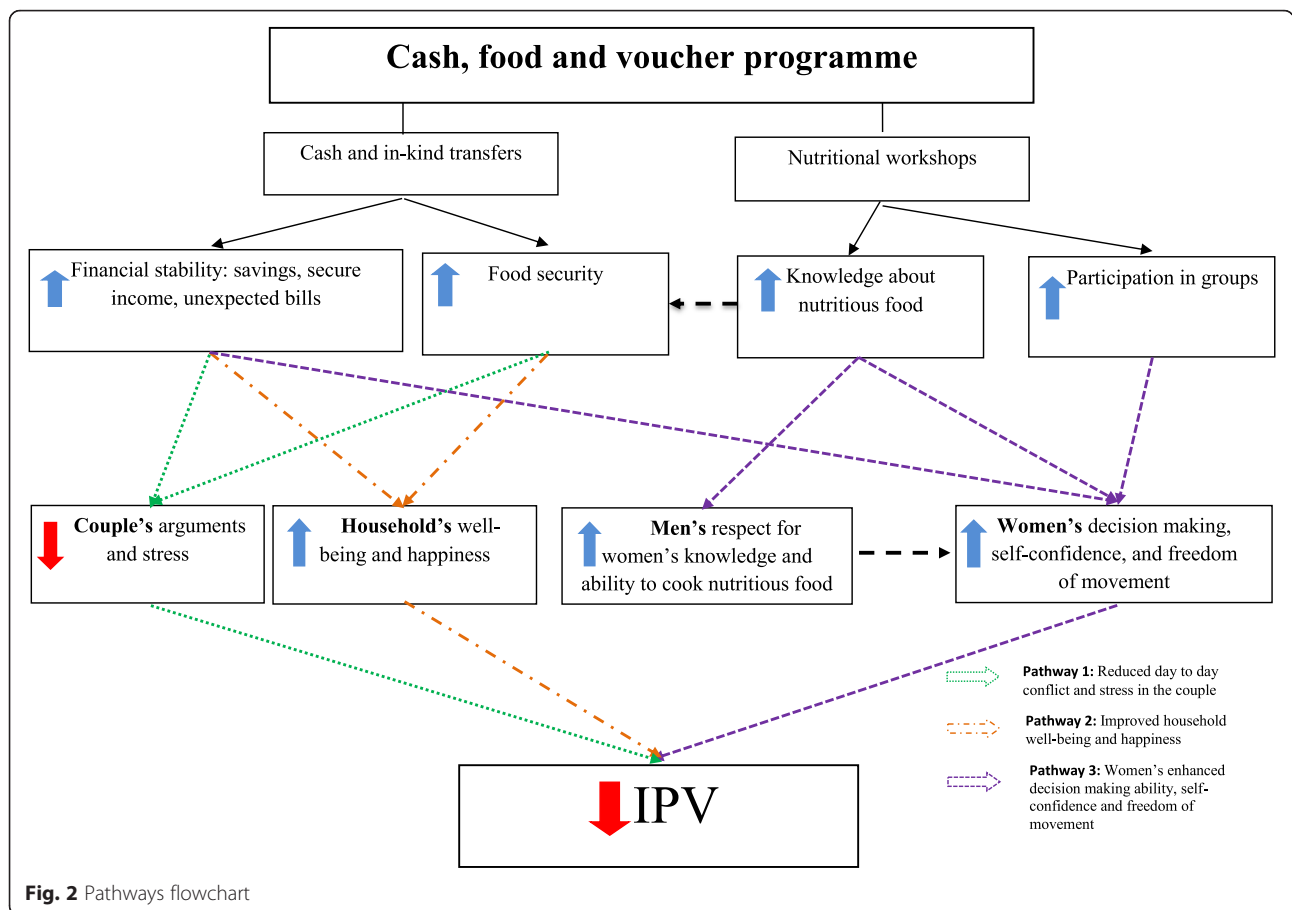 Cash, food and voucher programme
Cash and in-kind transfers
Nutritional workshops
Financial stability: savings, secure
income, unexpected bills
Food security
Knowledge about
nutritious food
Participation in groups
Couple's arguments
and stress
Household's well-
being and happiness
Men's respect for
women's knowledge and
ability to cook nutritious food
Women's decision making,
self-confidence, and freedom
of movement
Pathway 1: Reduced day to day
conflict and stress in the couple
Pathway 2: Improved household
well-being and happiness
Pathway 3: Women's enhanced
decision making ability, self-
confidence and freedom of
movement
IPV
Fig. 2 Pathways flowchart